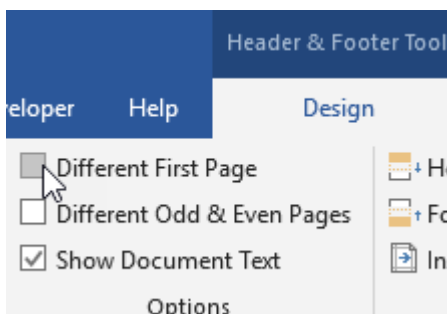 Header & Footer Tool
veloper Help Design
Different First Page
Different Odd & Even Pages
Show Document Text
Options